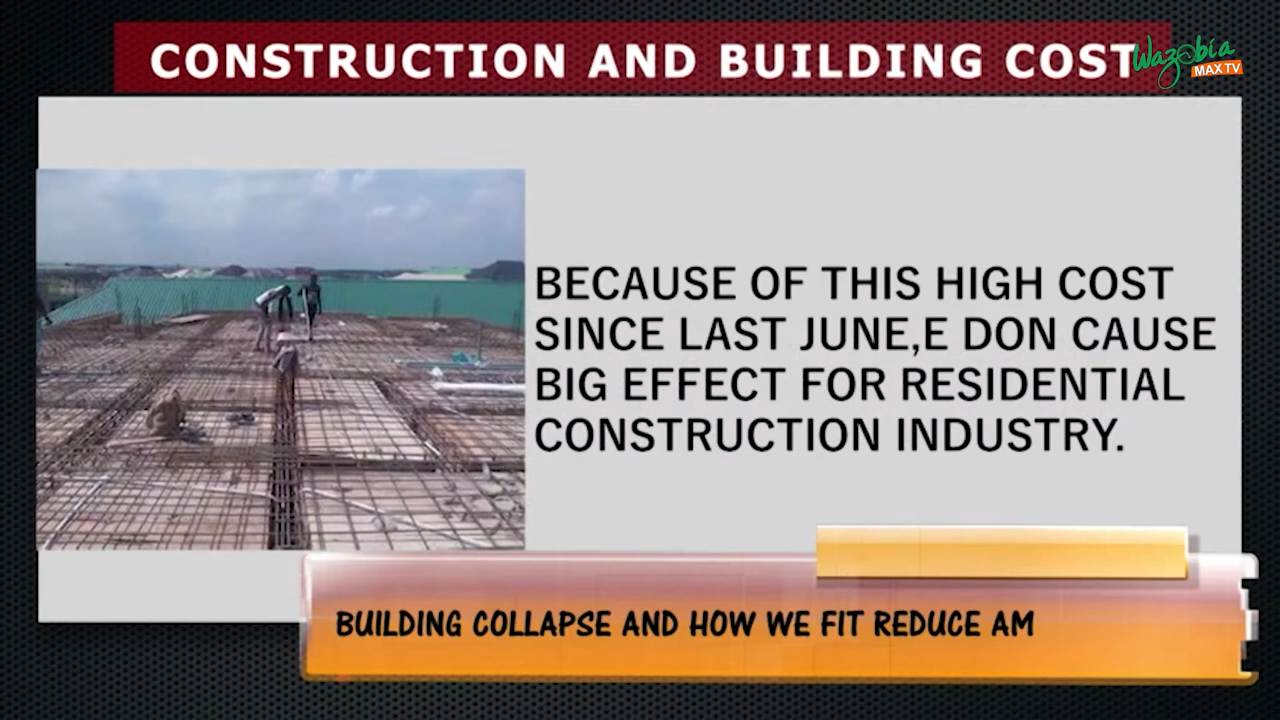 CONSTRUCTION AND BUILDING COST
Wazobia
MAX TV
BECAUSE OF THIS HIGH COST
SINCE LAST JUNE,E DON CAUSE
BIG EFFECT FOR RESIDENTIAL
CONSTRUCTION INDUSTRY.
BUILDING COLLAPSE AND HOW WE FIT REDUCE AM